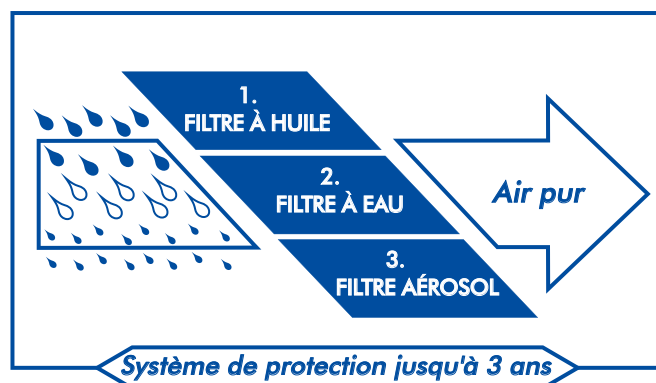 1.
FILTRE À HUILE
2.
FILTRE À EAU
3.
FILTRE AÉROSOL
Air pur
Système de protection jusqu'à 3 ans